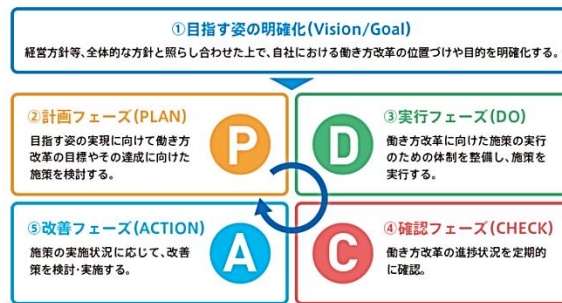 ①目指す姿の明確化(Vision/Goal)
経営方針等、全体的な方針と照らし合わせた上で、自社における働き方改革の位置づけや目的を明確化する。
②計画フェーズ(PLAN)
目指す姿の実現に向けて働き方
改革の目標やその達成に向けた
施策を検討する。
P
③実行フェーズ(DO)
働き方改革に向けた施策の実行
のための体制を整備し、施策を
実行する。
D
④確認フェーズ(CHECK)
働き方改革の進捗状況を定期的
に確認。
C
⑤改善フェーズ(ACTION)
施策の実施状況に応じて、改善
策を検討・実施する。
A